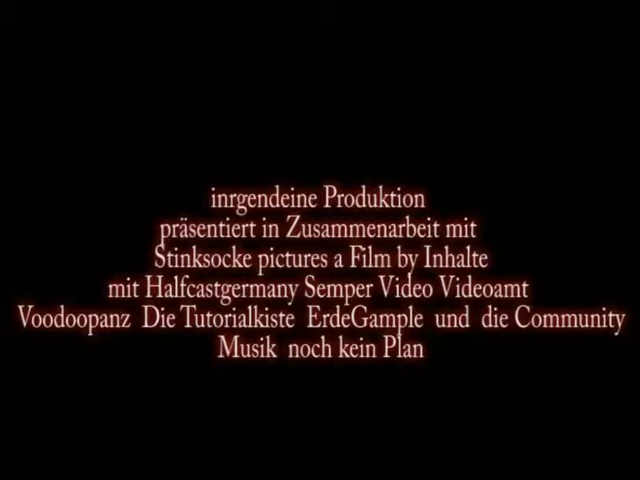 inrgendeine Produktion
präsentiert in Zusammenarbeit mit
Stinksocke pictures a Film by Inhalte
mit Halfcastgermany Semper Video Videoamt
Voodoopanz Die Tutorialkiste ErdeGample und die Community
Musik noch kein Plan